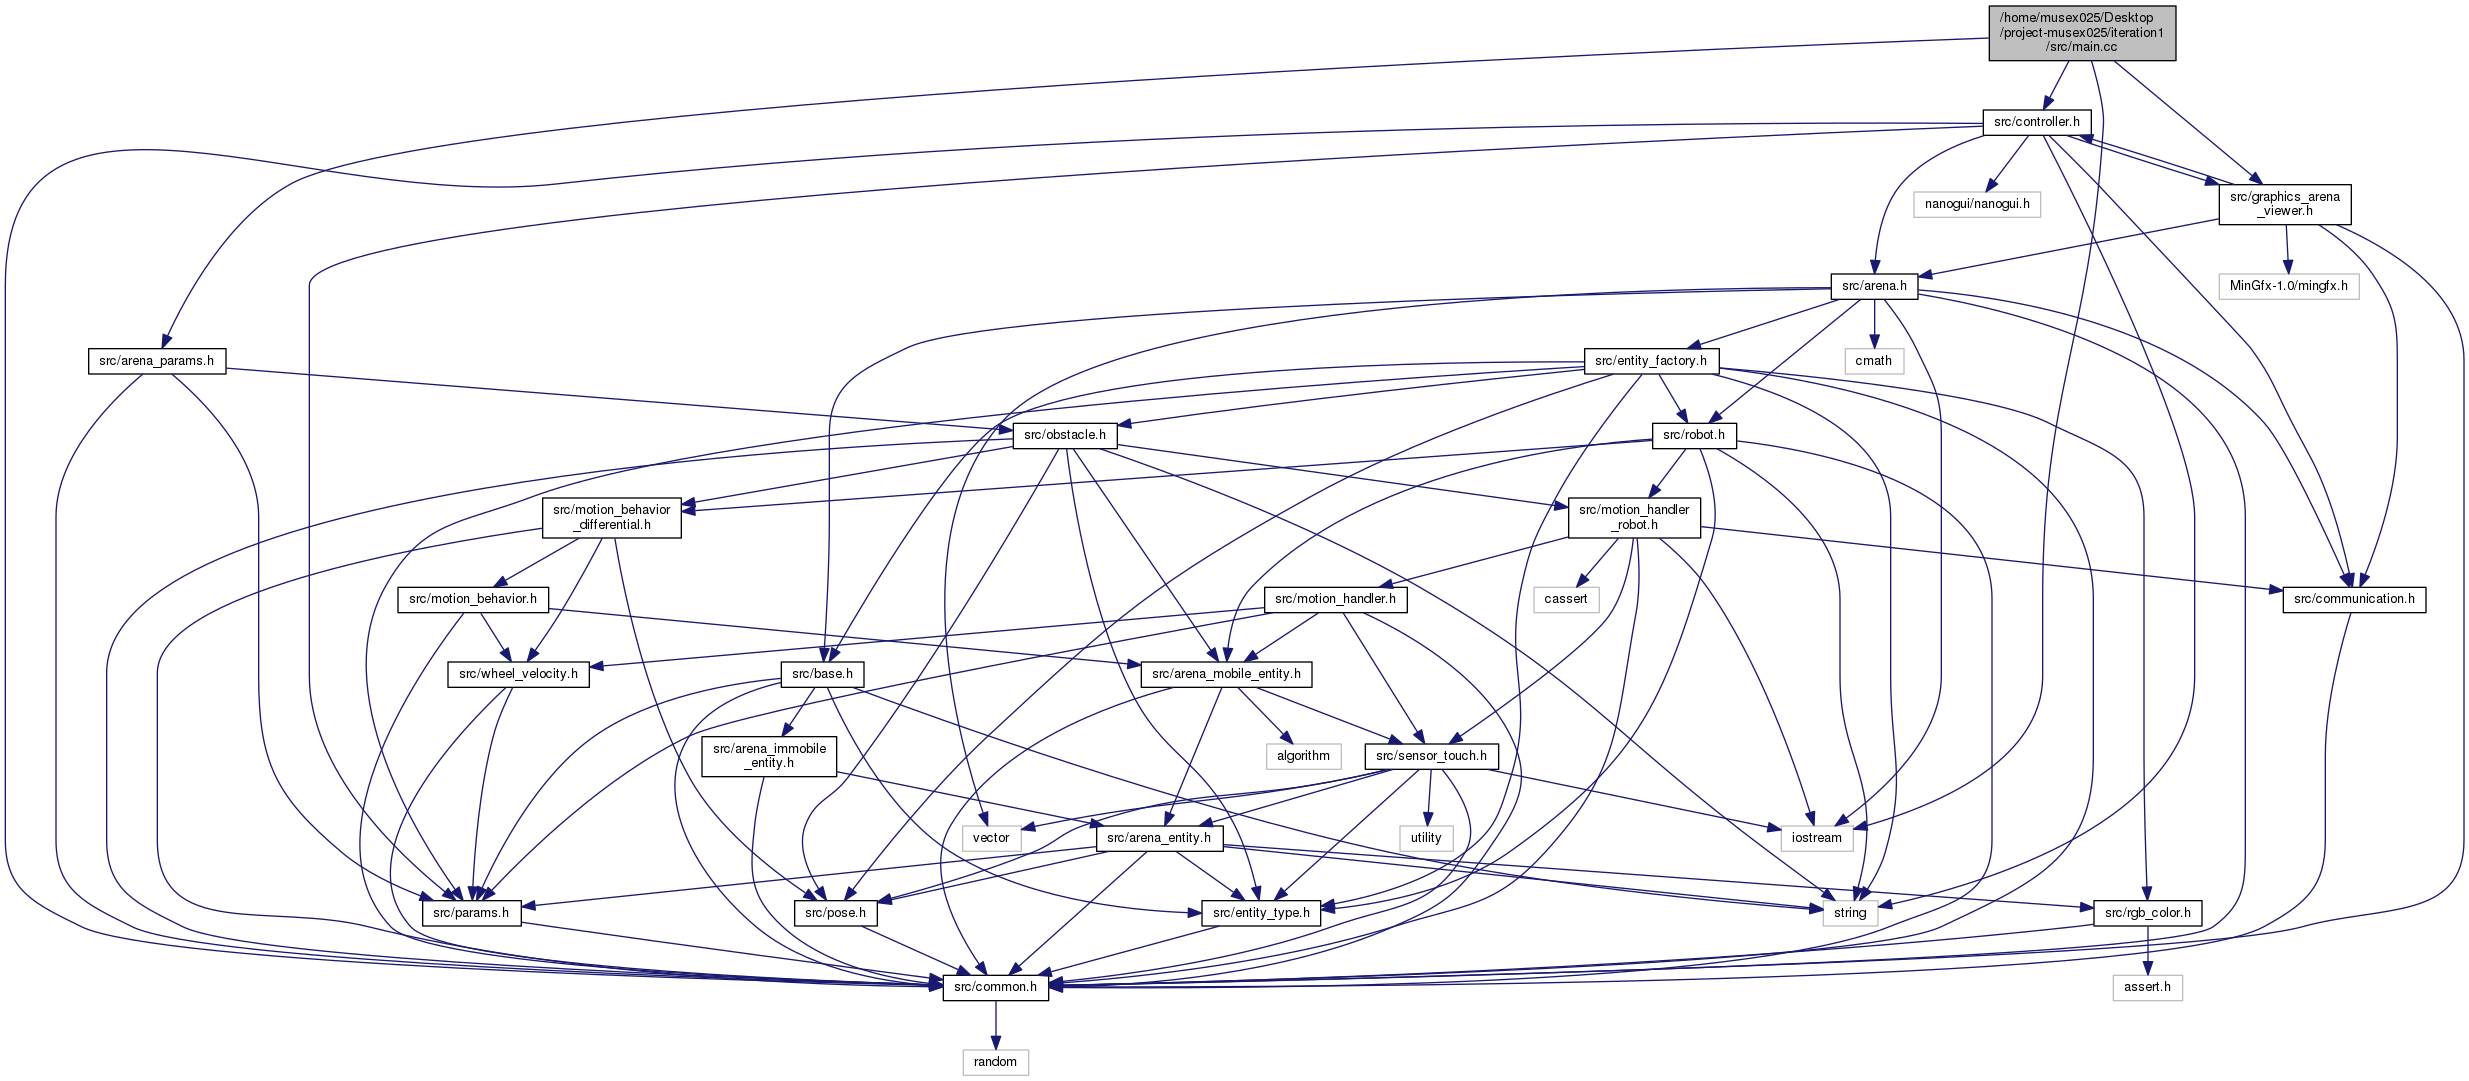 /home/musex025/Desktop
/project-musex025/iteration1
/src/main.cc
src/controller.h
nanogui/nanogui.h
src/graphics_arena
_viewer.h
src/arena.h
MinGfx-1.0/mingfx.h
src/arena_params.h
src/entity_factory.h
cmath
src/obstacle.h
src/robot.h
src/motion_behavior
_differential.h
src/motion_handler
_robot.h
src/motion_behavior.h
src/motion_handler.h
cassert
src/communication.h
src/wheel_velocity.h
src/base.h
src/arena_mobile_entity.h
src/arena_immobile
_entity.h
algorithm
src/sensor_touch.h
vector
src/arena_entity.h
utility
iostream
src/params.h
src/pose.h
src/entity_type.h
string
src/rgb_color.h
src/common.h
assert.h
random